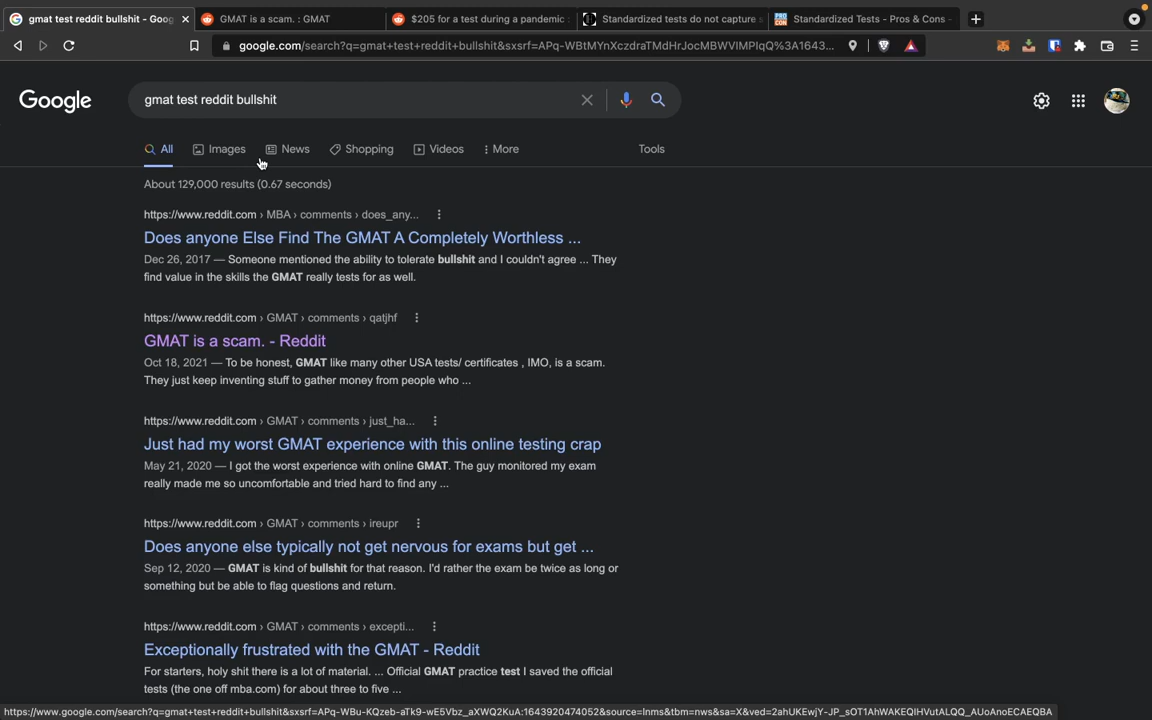 gmat test reddit bullshit - Goog
GMAT is a scam. : GMAT
$205 for a test during a pandemic
Standardized tests do not capture s
Standardized Tests - Pros & Cons -
google.com/search?q=gmat+test+reddit+bullshit&sxsrf=APq-WBtMYnXczdraTMdHrJocMBWVIMPIqQ%3A1643...
Google
gmat test reddit bullshit
All
Images
News
Shopping
Videos
More
Tools
About 129,000 results (0.67 seconds)
https://www.reddit.com › MBA › comments › does_any...
Does anyone Else Find The GMAT A Completely Worthless ...
Dec 26, 2017 — Someone mentioned the ability to tolerate bullshit and I couldn't agree ... They
find value in the skills the GMAT really tests for as well.
https://www.reddit.com › GMAT › comments › qatjhf
GMAT is a scam. - Reddit
Oct 18, 2021 — To be honest, GMAT like many other USA tests/ certificates , IMO, is a scam.
They just keep inventing stuff to gather money from people who ...
https://www.reddit.com › GMAT › comments › just_ha...
Just had my worst GMAT experience with this online testing crap
May 21, 2020 — I got the worst experience with online GMAT. The guy monitored my exam
really made me so uncomfortable and tried hard to find any ...
https://www.reddit.com › GMAT › comments › ireupr
Does anyone else typically not get nervous for exams but get ...
Sep 12, 2020 — GMAT is kind of bullshit for that reason. I'd rather the exam be twice as long or
something but be able to flag questions and return.
https://www.reddit.com › GMAT › comments › excepti...
Exceptionally frustrated with the GMAT - Reddit
For starters, holy shit there is a lot of material. ... Official GMAT practice test I saved the official
tests (the one off mba.com) for about three to five ...
https://www.google.com/search?q=gmat+test+reddit+bullshit&sxsrf=APq-WBu-KQzeb-aTk9-wE5Vbz_aXWQ2KuA:1643920474052&source=lnms&tbm=nws&sa=X&ved=2ahUKEwjY-JP_sOT1AhWAKEQIHVutALQQ_AUoAnoECAEQBA